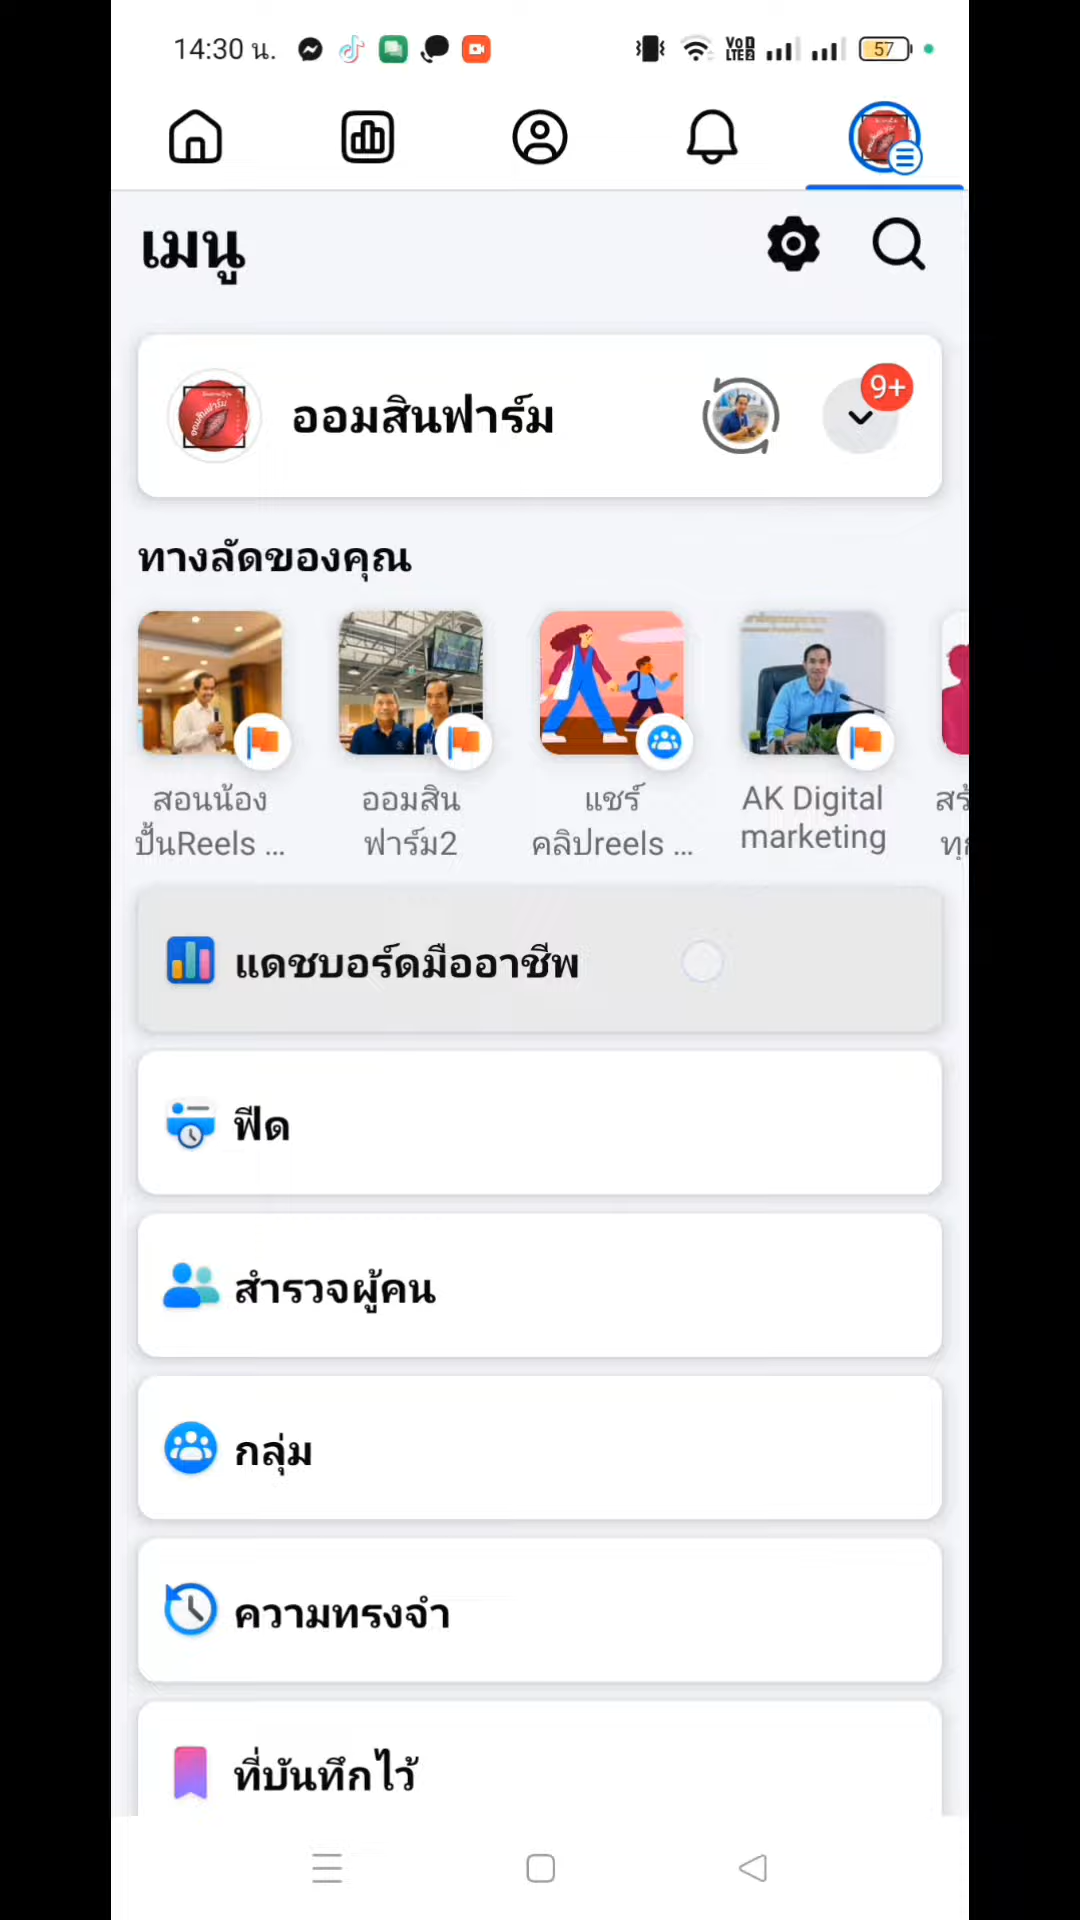 14:30 น.
VoD
LTE2
57
เมนู
ออมสินฟาร์ม
9+
ทางลัดของคุณ
สอนน้อง
ปั้นReels ...
ออมสิน
ฟาร์ม2
แชร์
คลิปreels ...
AK Digital
marketing
แดชบอร์ดมืออาชีพ
ฟีด
สำรวจผู้คน
กลุ่ม
ความทรงจำ
ที่บันทึกไว้